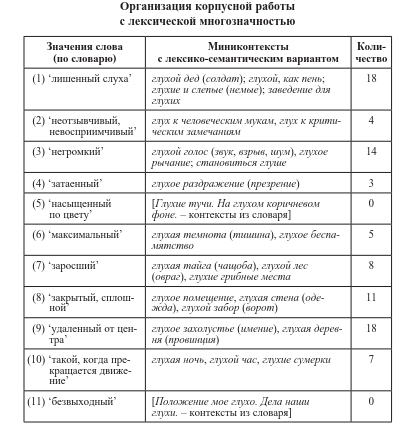 Организация корпусной работы
с лексической многозначностью
Значения слова
(по словарю)
Миниконтексты
с лексико-семантическим вариантом
Коли-
чество
(1) ‘лишенный слуха’
глухой дед (солдат); глухой, как пень;
глухие и слепые (немые); заведение для
глухих
18
(2) ‘неотзывчивый,
невосприимчивый’
глух к человеческим мукам, глух к крити-
ческим замечаниям
4
(3) ‘негромкий’
глухой голос (звук, взрыв, шум), глухое
рычание; становиться глуше
14
(4) ‘затаенный’
глухое раздражение (презрение)
3
(5) ‘насыщенный
по цвету’
[Глухие тучи. На глухом коричневом
фоне. – контексты из словаря]
0
(6) ‘максимальный’
глухая темнота (тишина), глухое беспа-
мятство
5
(7) ‘заросший’
глухая тайга (чащоба), глухой лес
(овраг), глухие грибные места
8
(8) ‘закрытый, сплош-
ной’
глухое помещение, глухая стена (оде-
жда), глухой забор (ворот)
11
(9) ‘удаленный от цен-
тра’
глухое захолустье (имение), глухая дерев-
ня (провинция)
18
(10) ‘такой, когда пре-
кращается движе-
ние’
глухая ночь, глухой час, глухие сумерки
7
(11) ‘безвыходный’
[Положение мое глухо. Дела наши
глухи. – контексты из словаря]
0